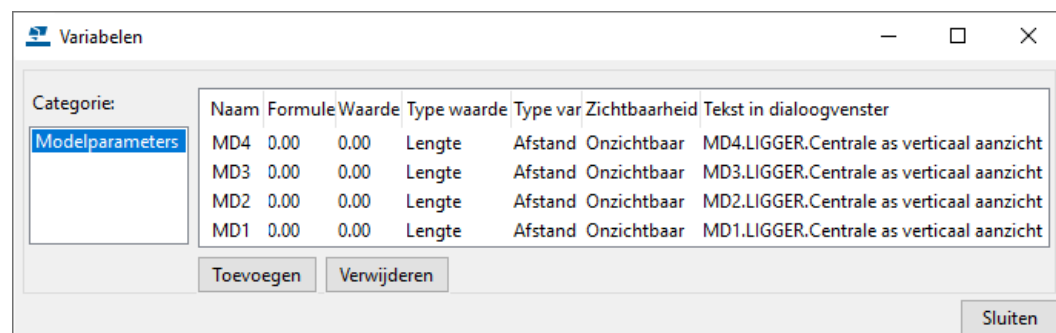 Variabelen
Categorie:
Modelparameters
Naam Formule Waarde Type waarde Type var Zichtbaarheid Tekst in dialoogvenster
MD4 0.00 0.00 Lengte Afstand Onzichtbaar MD4.LIGGER.Centrale as verticaal aanzicht
MD3 0.00 0.00 Lengte Afstand Onzichtbaar MD3.LIGGER.Centrale as verticaal aanzicht
MD2 0.00 0.00 Lengte Afstand Onzichtbaar MD2.LIGGER.Centrale as verticaal aanzicht
MD1 0.00 0.00 Lengte Afstand Onzichtbaar MD1.LIGGER.Centrale as verticaal aanzicht
Toevoegen Verwijderen
Sluiten